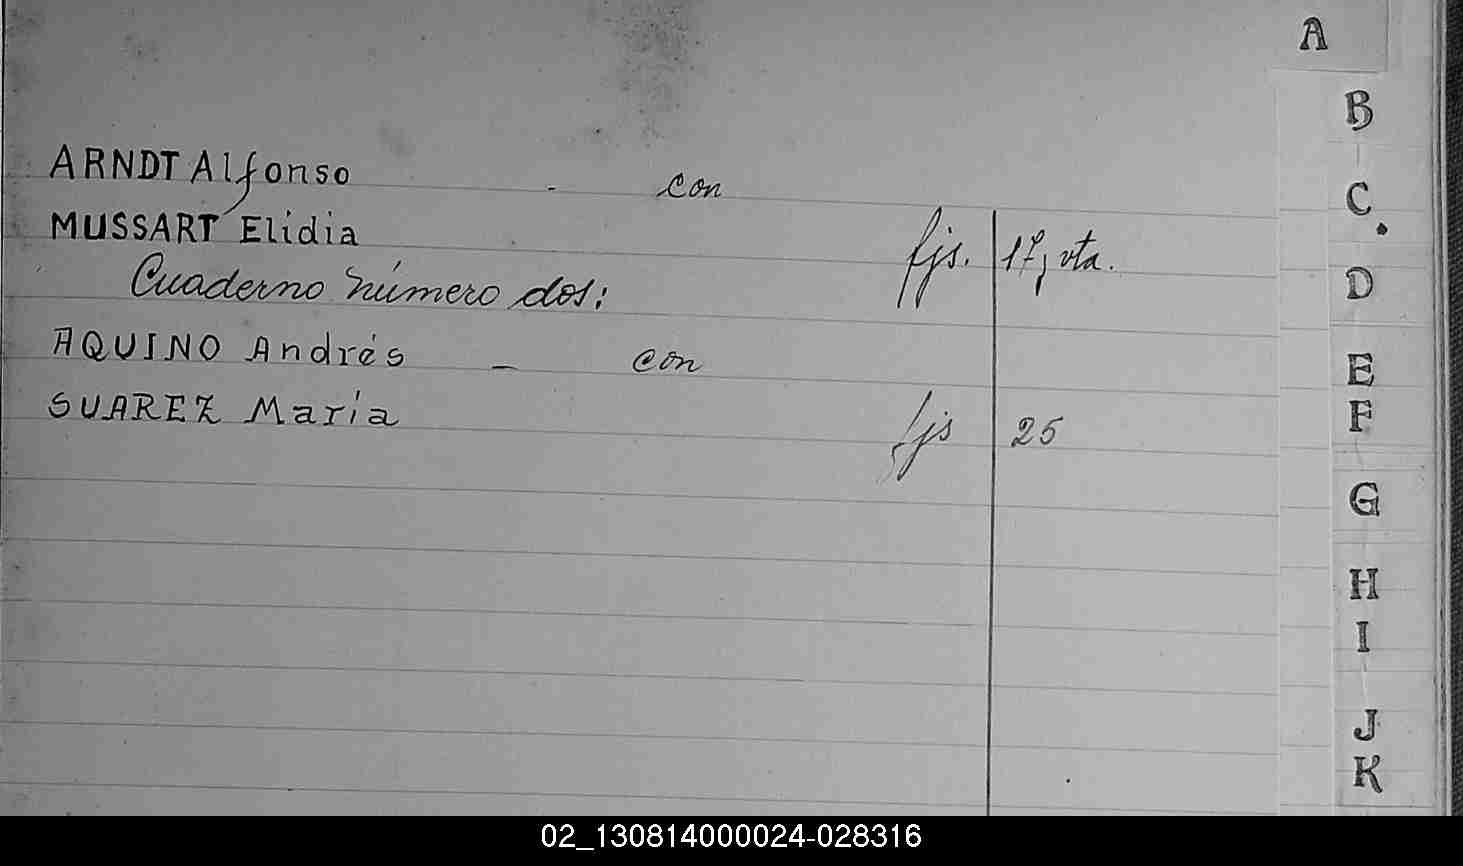 A
B
C
D
E
F
G
H
I
J
K
ARNDT Alfonso - con
MUSSART Elidia fjs. 17, vta.
Cuaderno número dos:
AQUINO Andrés - con
SUAREZ María fjs 25
02_130814000024-028316